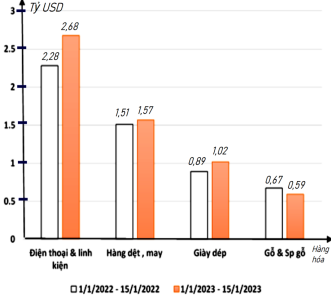 Tỷ USD
3
2.5
2
1.5
1
0.5
0
2,28
2,68
1,51
1,57
0,89
1,02
0,67
0,59
Điện thoại & linh
kiện
Hàng dệt , may
Giày dép
Gỗ & Sp gỗ
Hàng
hóa
1/1/2022 - 15/1/2022
1/1/2023 - 15/1/2023